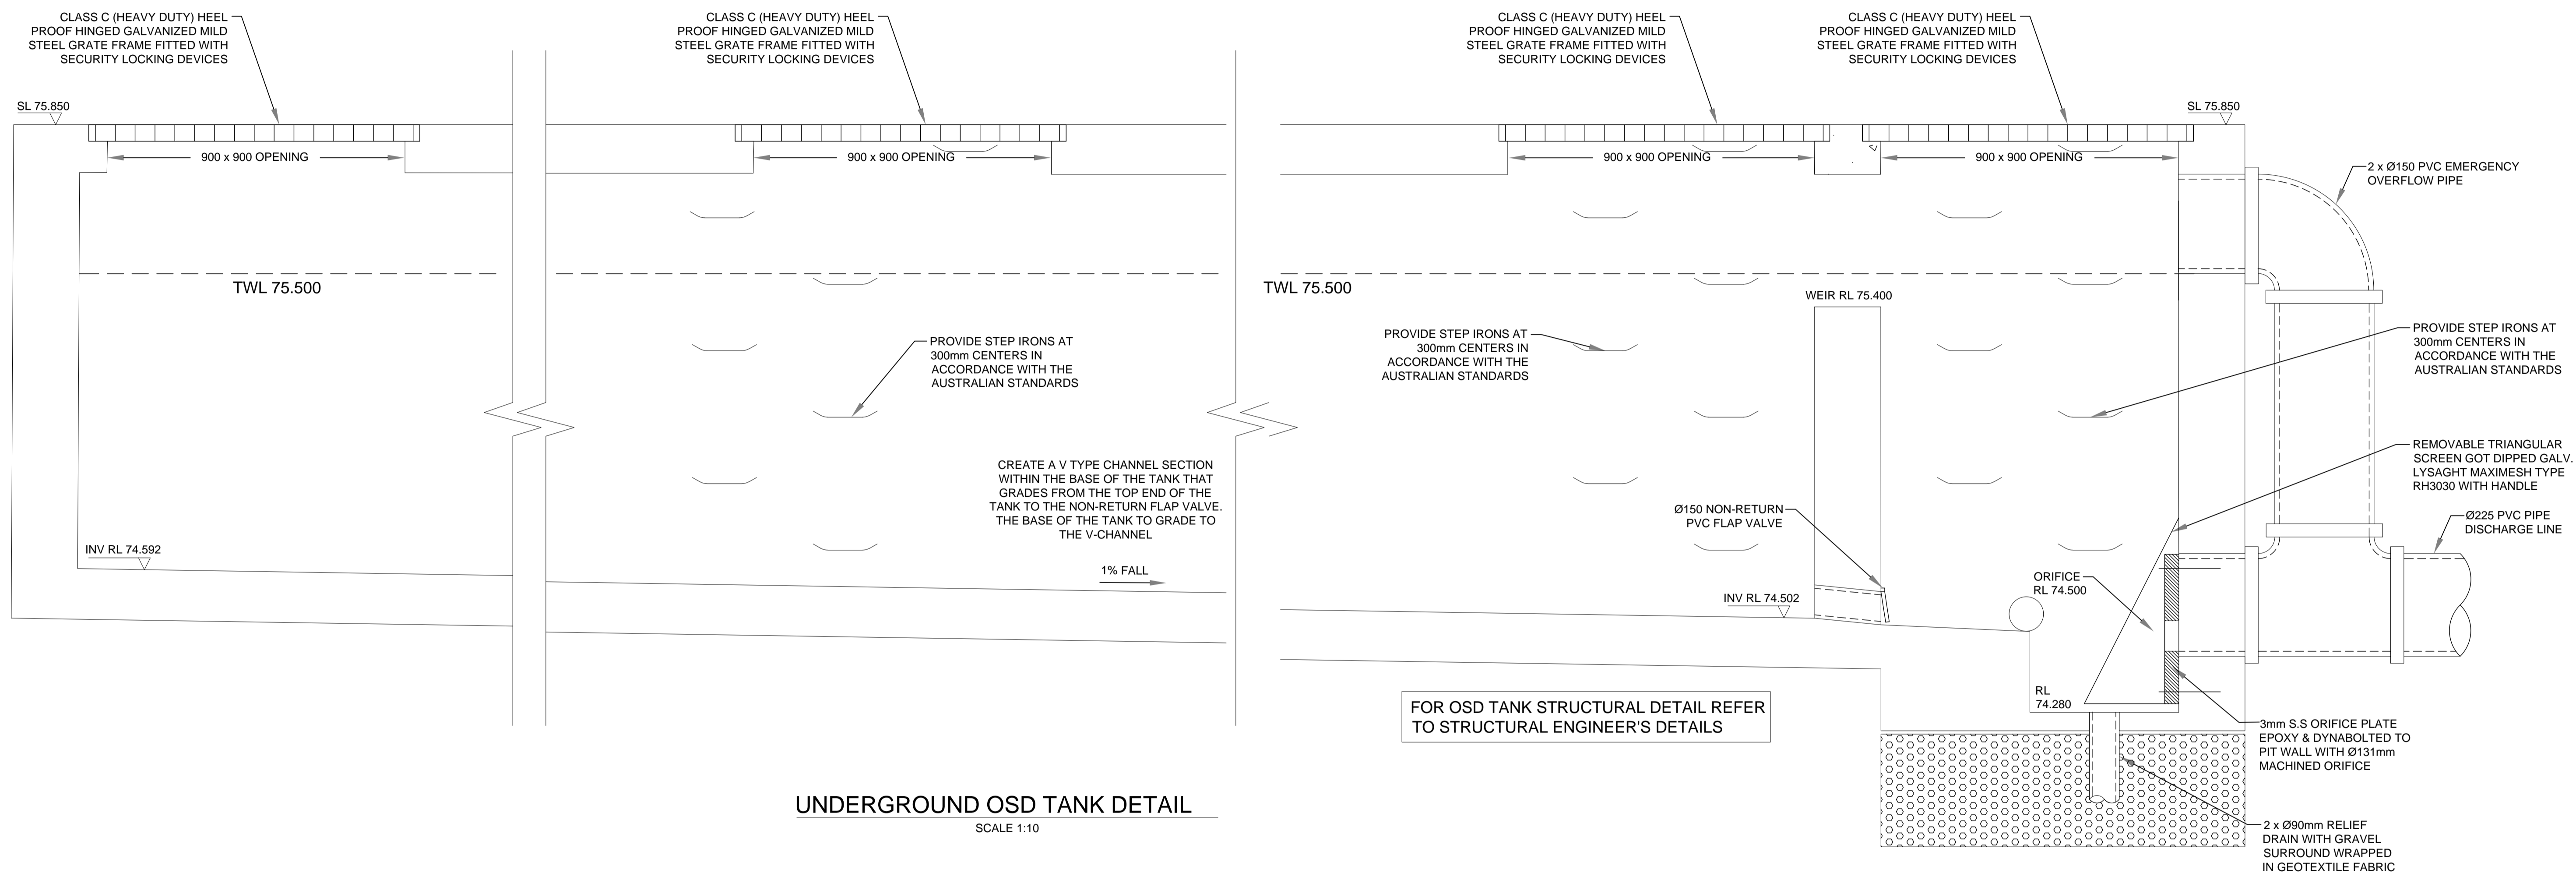 CLASS C (HEAVY DUTY) HEEL
PROOF HINGED GALVANIZED MILD
STEEL GRATE FRAME FITTED WITH
SECURITY LOCKING DEVICES
CLASS C (HEAVY DUTY) HEEL
PROOF HINGED GALVANIZED MILD
STEEL GRATE FRAME FITTED WITH
SECURITY LOCKING DEVICES
CLASS C (HEAVY DUTY) HEEL
PROOF HINGED GALVANIZED MILD
STEEL GRATE FRAME FITTED WITH
SECURITY LOCKING DEVICES
CLASS C (HEAVY DUTY) HEEL
PROOF HINGED GALVANIZED MILD
STEEL GRATE FRAME FITTED WITH
SECURITY LOCKING DEVICES
SL 75.850
SL 75.850
900 x 900 OPENING
900 x 900 OPENING
900 x 900 OPENING
900 x 900 OPENING
2 x Ø150 PVC EMERGENCY
OVERFLOW PIPE
TWL 75.500
TWL 75.500
WEIR RL 75.400
PROVIDE STEP IRONS AT
300mm CENTERS IN
ACCORDANCE WITH THE
AUSTRALIAN STANDARDS
PROVIDE STEP IRONS AT
300mm CENTERS IN
ACCORDANCE WITH THE
AUSTRALIAN STANDARDS
PROVIDE STEP IRONS AT
300mm CENTERS IN
ACCORDANCE WITH THE
AUSTRALIAN STANDARDS
CREATE A V TYPE CHANNEL SECTION
WITHIN THE BASE OF THE TANK THAT
GRADES FROM THE TOP END OF THE
TANK TO THE NON-RETURN FLAP VALVE.
THE BASE OF THE TANK TO GRADE TO
THE V-CHANNEL
REMOVABLE TRIANGULAR
SCREEN GOT DIPPED GALV.
LYSAGHT MAXIMESH TYPE
RH3030 WITH HANDLE
Ø150 NON-RETURN
PVC FLAP VALVE
Ø225 PVC PIPE
DISCHARGE LINE
INV RL 74.592
1% FALL
ORIFICE
RL 74.500
INV RL 74.502
RL
74.280
FOR OSD TANK STRUCTURAL DETAIL REFER
TO STRUCTURAL ENGINEER'S DETAILS
3mm S.S ORIFICE PLATE
EPOXY & DYNABOLTED TO
PIT WALL WITH Ø131mm
MACHINED ORIFICE
UNDERGROUND OSD TANK DETAIL
SCALE 1:10
2 x Ø90mm RELIEF
DRAIN WITH GRAVEL
SURROUND WRAPPED
IN GEOTEXTILE FABRIC